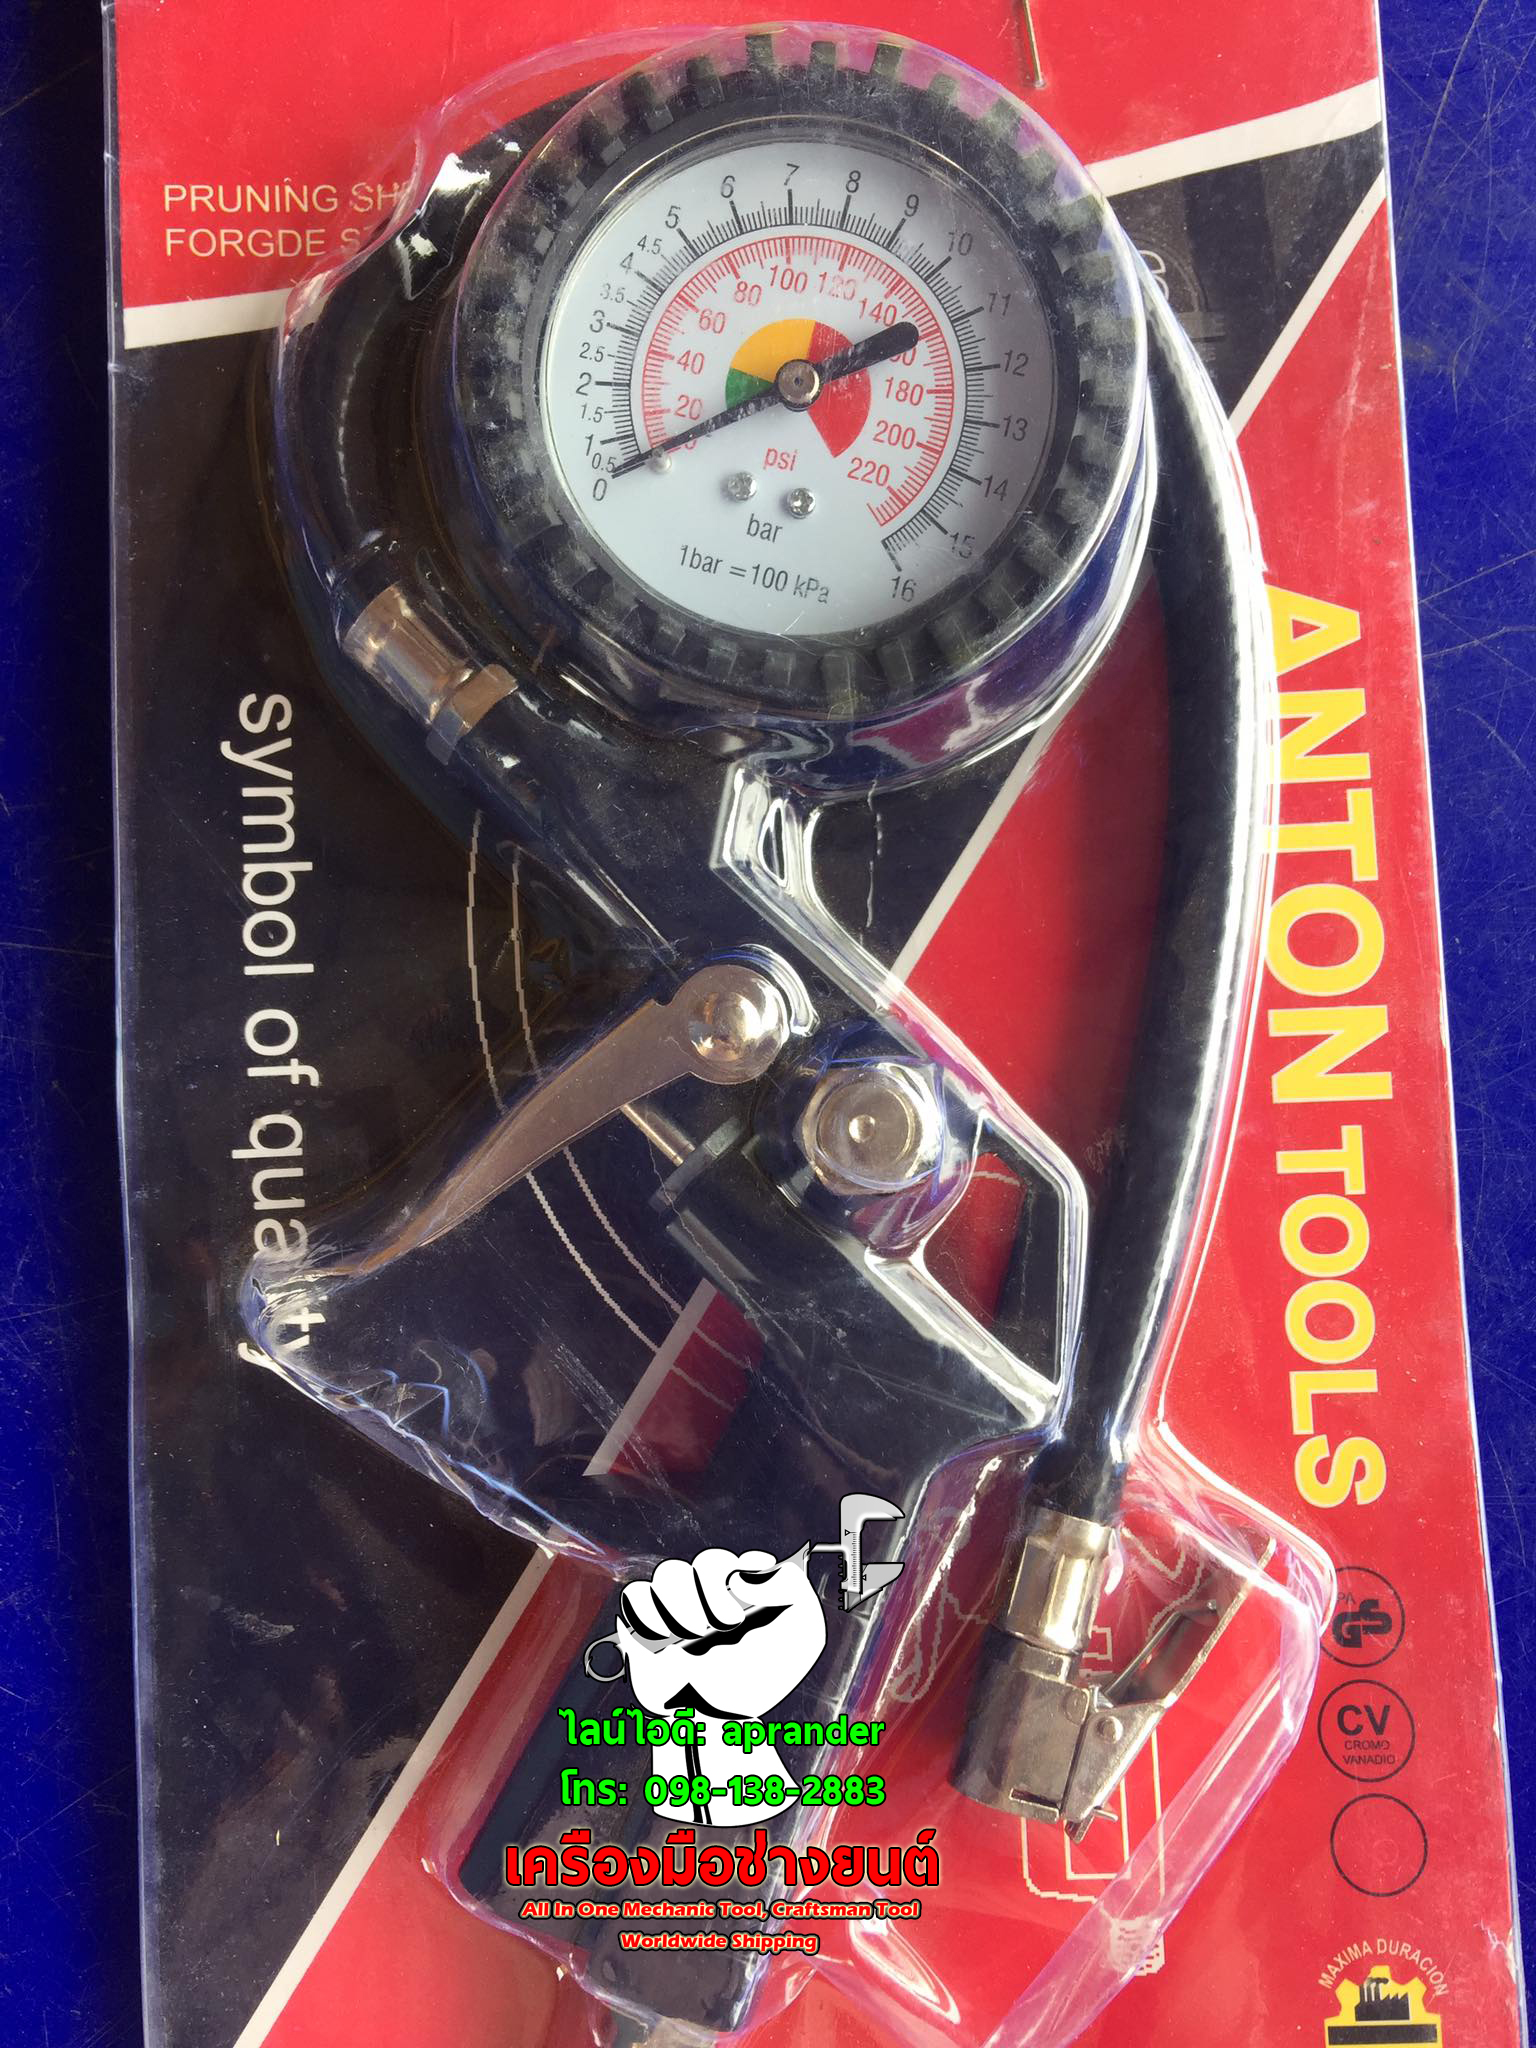 PRUNING
FORGDE
7
6
8
5
9
4.5
10
4
3.5
11
3
2.5
12
2
1.5
13
1
0.5
14
0
15
16
100
120
80
140
60
40
180
20
200
220
psi
bar
1bar = 100 kPa
symbol of quality
ANTON TOOLS
GS
CV
CROMO
VANADIO
MAXIMA DURACION
ไลน์ไอดี: aprander
โทร: 098-138-2883
เครื่องมือช่างยนต์
All In One Mechanic Tool, Craftsman Tool
Worldwide Shipping